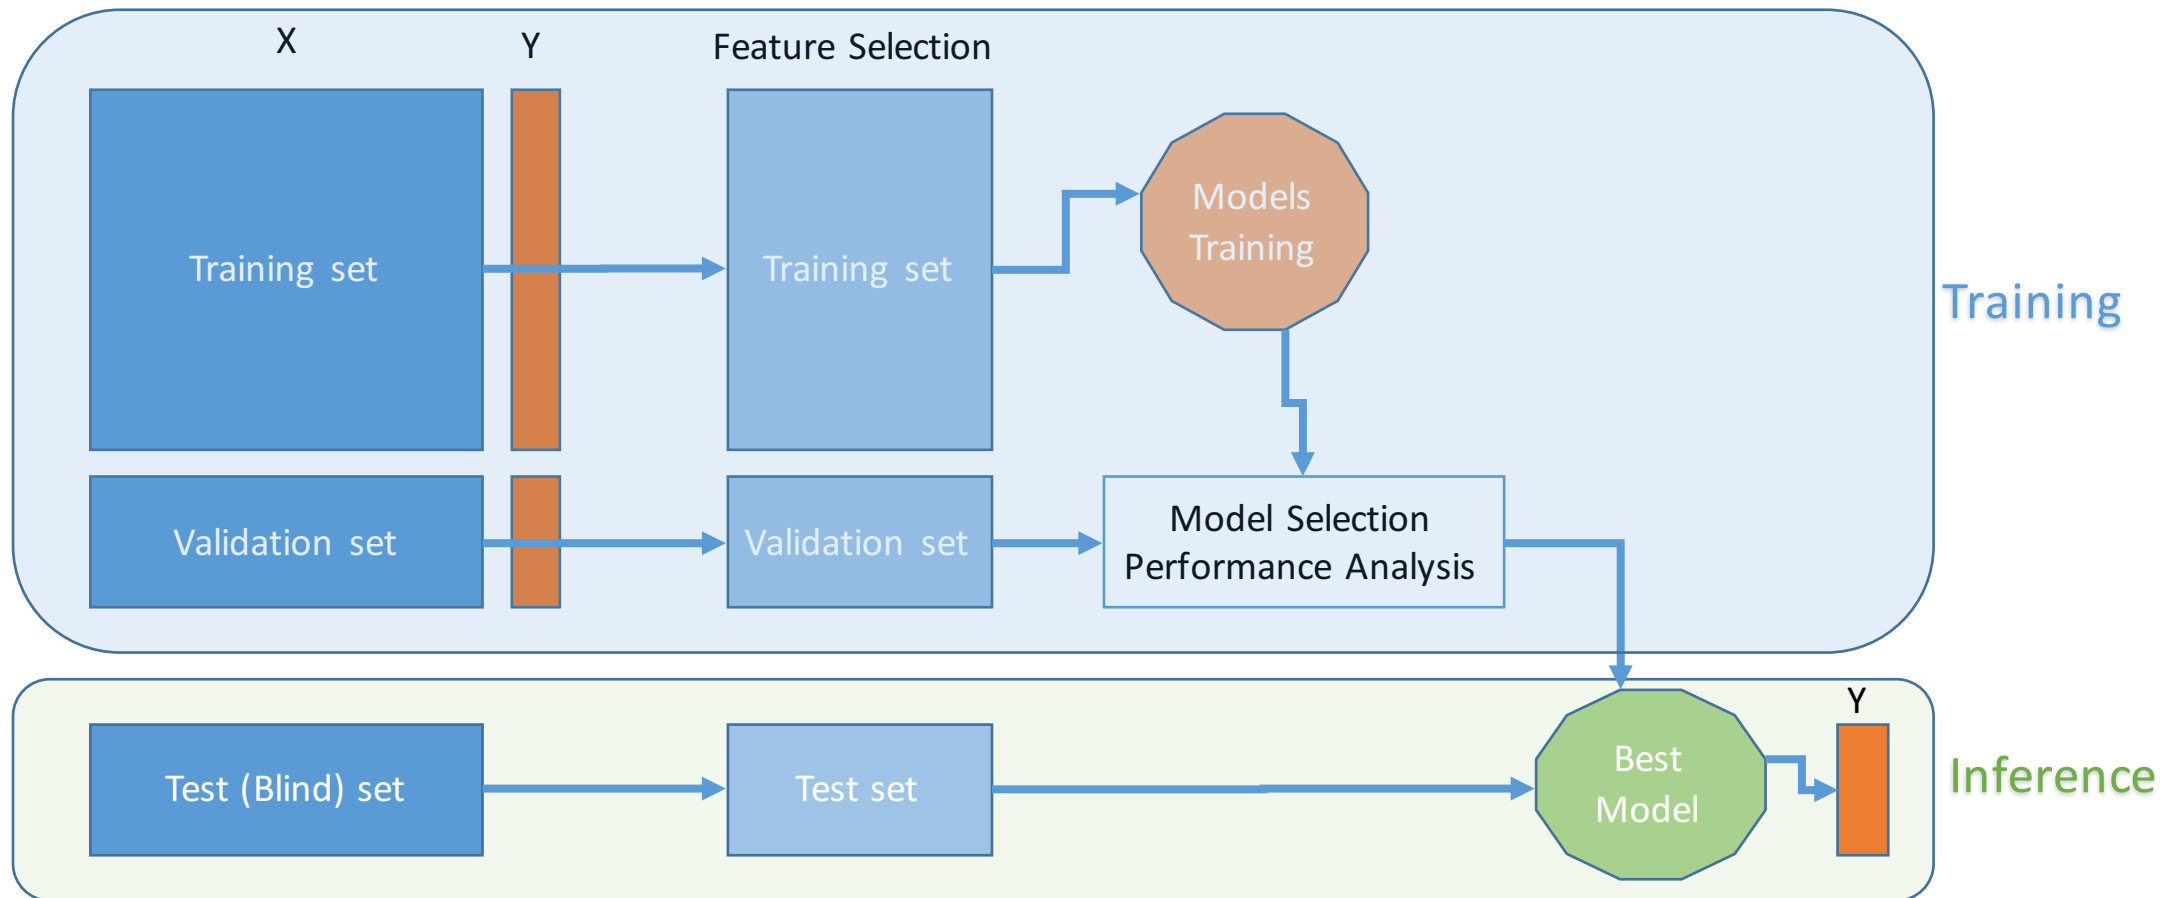 X
Y
Feature Selection
Training set
Training set
Models
Training
Training
Validation set
Validation set
Model Selection
Performance Analysis
Test (Blind) set
Test set
Best
Model
Y
Inference